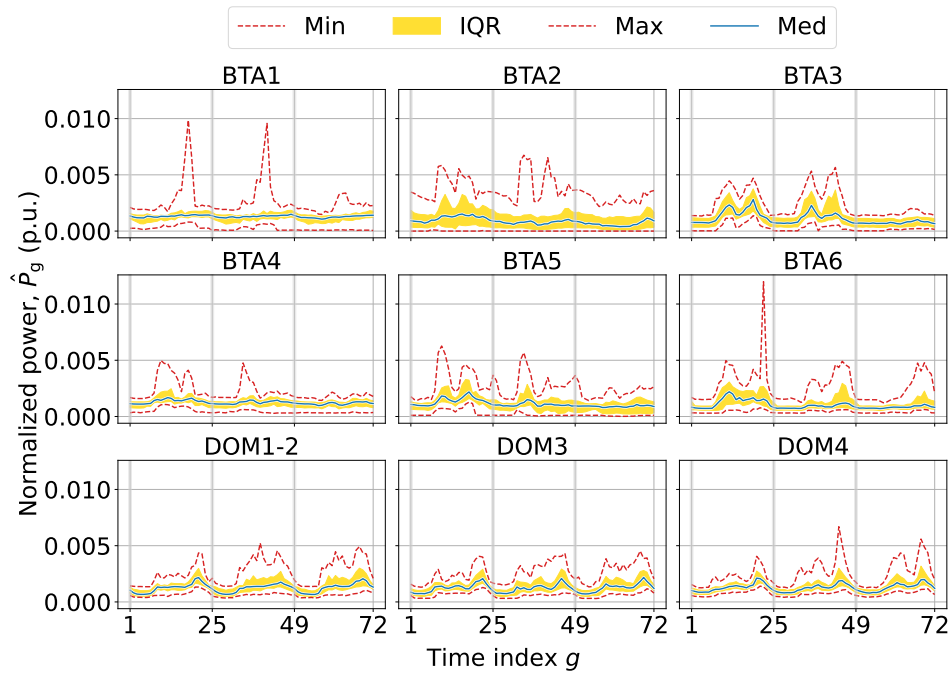 Min IQR Max Med
BTA1 BTA2 BTA3
0.010
0.005
0.000
BTA4 BTA5 BTA6
0.010
0.005
0.000
DOM1-2 DOM3 DOM4
0.010
0.005
0.000
1 25 49 72 1 25 49 72 1 25 49 72
Normalized power, P̂g (p.u.)
Time index g